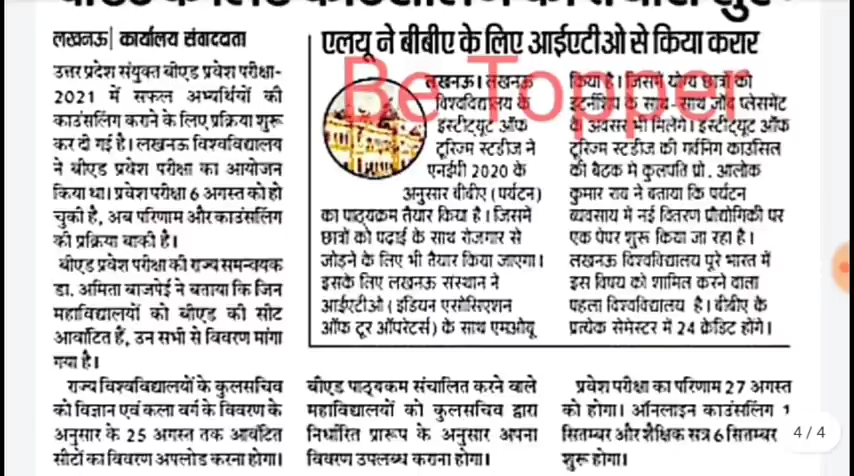 लखनऊ| कार्यालय संवाददाता
उत्तर प्रदेश संयुक्त बीएड प्रवेश परीक्षा-
2021 में सफल अभ्यर्थियों की
काउंसलिंग कराने के लिए प्रक्रिया शुरू
कर दी गई है। लखनऊ विश्वविद्यालय
ने बीएड प्रवेश परीक्षा का आयोजन
किया था। प्रवेश परीक्षा 6 अगस्त को हो
चुकी है, अब परिणाम और काउंसलिंग
की प्रक्रिया बाकी है।
बीएड प्रवेश परीक्षा की राज्य समन्वयक
डा. अमिता बाजपेई ने बताया कि जिन
महाविद्यालयों को बीएड की सीट
आवंटित हैं, उन सभी से विवरण मांगा
गया है।
राज्य विश्वविद्यालयों के कुलसचिव
को विज्ञान एवं कला वर्ग के विवरण के
अनुसार के 25 अगस्त तक आवंटित
सीटों का विवरण अपलोड करना होगा।
एलयू ने बीबीए के लिए आईएटीओ से किया करार
Be Topper
लखनऊ। लखनऊ
विश्वविद्यालय के
इंस्टीट्यूट ऑफ
टूरिज्म स्टडीज ने
एनईपी 2020 के
अनुसार बीबीए (पर्यटन)
का पाठ्यक्रम तैयार किया है। जिसमें
छात्रों को पढ़ाई के साथ रोजगार से
जोड़ने के लिए भी तैयार किया जाएगा।
इसके लिए लखनऊ संस्थान ने
आईएटीओ (इंडियन एसोसिएशन
ऑफ टूर ऑपरेटर्स) के साथ एमओयू
किया है। जिसमें योग्य छात्रों को
इंटर्नशिप के साथ-साथ जॉब प्लेसमेंट
के अवसर भी मिलेंगे। इंस्टीट्यूट ऑफ
टूरिज्म स्टडीज की गवर्निंग काउंसिल
की बैठक में कुलपति प्रो. आलोक
कुमार राय ने बताया कि पर्यटन
व्यवसाय में नई वितरण प्रौद्योगिकी पर
एक पेपर शुरू किया जा रहा है।
लखनऊ विश्वविद्यालय पूरे भारत में
इस विषय को शामिल करने वाला
पहला विश्वविद्यालय है। बीबीए के
प्रत्येक सेमेस्टर में 24 क्रेडिट होंगे।
बीएड पाठ्यक्रम संचालित करने वाले
महाविद्यालयों को कुलसचिव द्वारा
निर्धारित प्रारूप के अनुसार अपना
विवरण उपलब्ध कराना होगा।
प्रवेश परीक्षा का परिणाम 27 अगस्त
को होगा। ऑनलाइन काउंसलिंग 1
सितम्बर और शैक्षिक सत्र 6 सितम्बर
शुरू होगा।
4 / 4